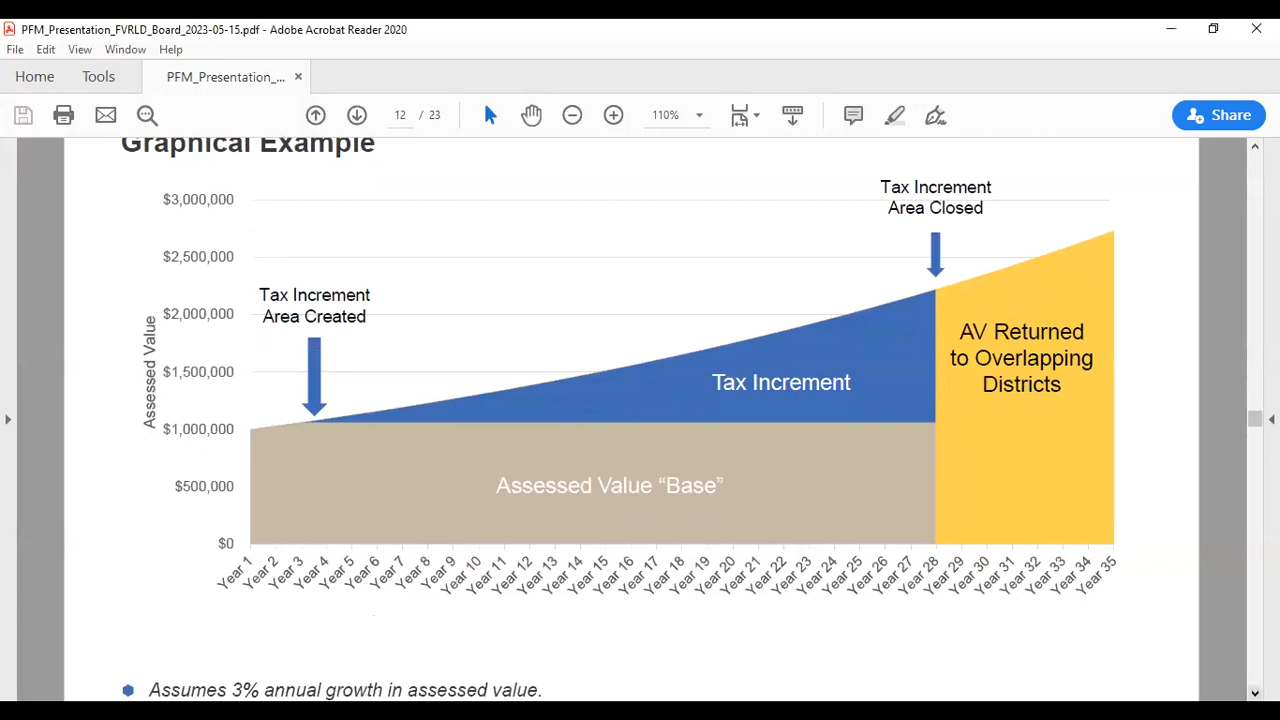 PFM_Presentation_FVRLD_Board_2023-05-15.pdf - Adobe Acrobat Reader 2020
File Edit View Window Help
Home Tools PFM_Presentation_... ×
12 / 23 110% Share
Graphical Example
$3,000,000
$2,500,000
$2,000,000
$1,500,000
$1,000,000
$500,000
$0
Assessed Value
Tax Increment
Area Created
Tax Increment
Area Closed
Tax Increment
AV Returned
to Overlapping
Districts
Assessed Value “Base”
Year 1
Year 2
Year 3
Year 4
Year 5
Year 6
Year 7
Year 8
Year 9
Year 10
Year 11
Year 12
Year 13
Year 14
Year 15
Year 16
Year 17
Year 18
Year 19
Year 20
Year 21
Year 22
Year 23
Year 24
Year 25
Year 26
Year 27
Year 28
Year 29
Year 30
Year 31
Year 32
Year 33
Year 34
Year 35
Assumes 3% annual growth in assessed value.